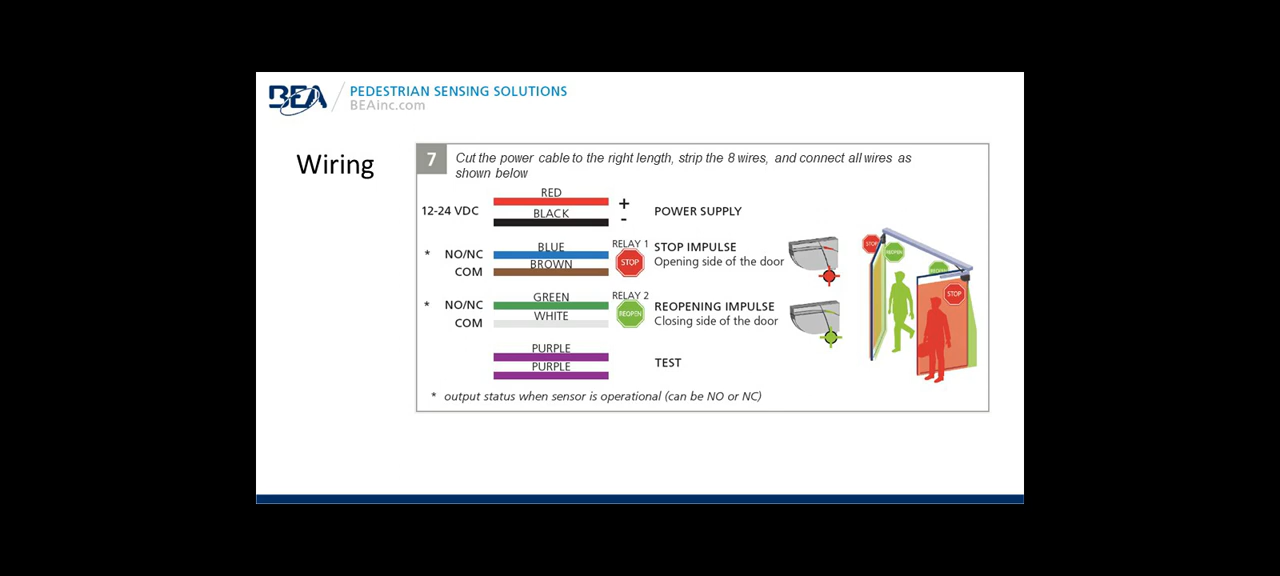 BEA
PEDESTRIAN SENSING SOLUTIONS
BEAinc.com
Wiring
7
Cut the power cable to the right length, strip the 8 wires, and connect all wires as
shown below
12-24 VDC
RED
BLACK
+
-
POWER SUPPLY
* NO/NC
COM
BLUE
BROWN
RELAY 1
STOP
STOP IMPULSE
Opening side of the door
* NO/NC
COM
GREEN
WHITE
RELAY 2
REOPEN
REOPENING IMPULSE
Closing side of the door
PURPLE
PURPLE
TEST
STOP
REOPEN
REOPEN
STOP
* output status when sensor is operational (can be NO or NC)